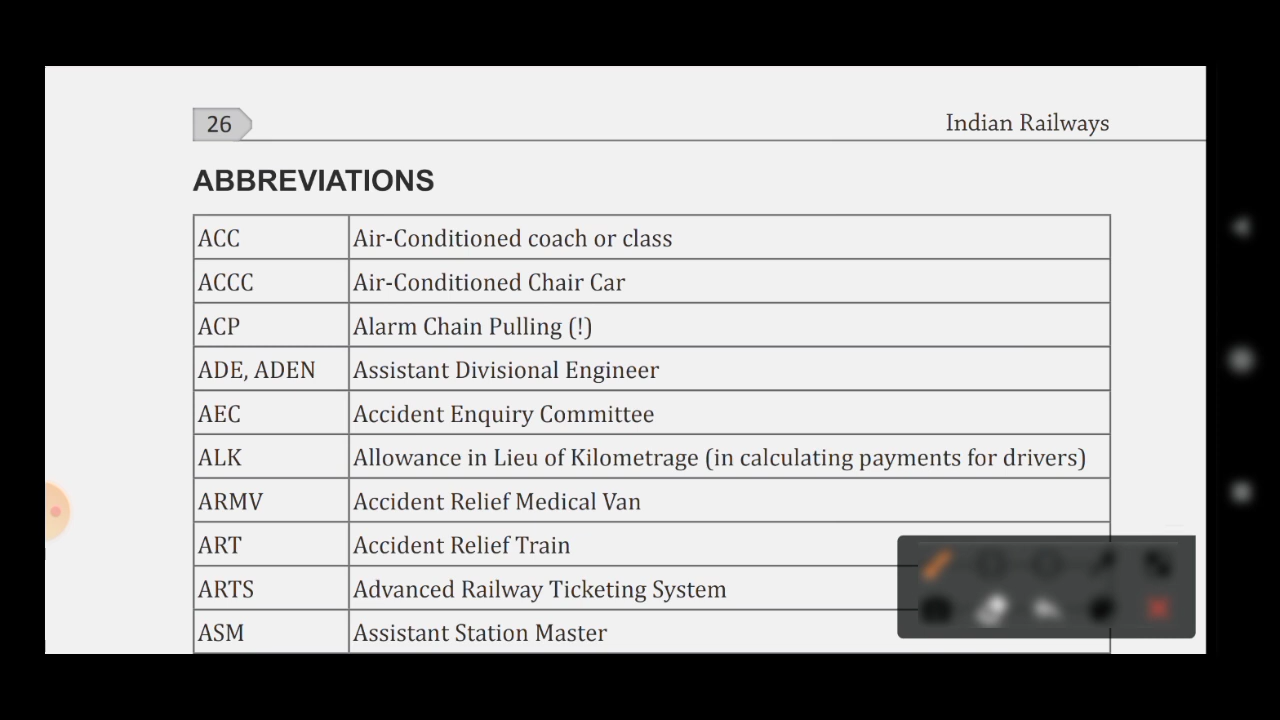 26
Indian Railways
ABBREVIATIONS
ACC Air-Conditioned coach or class
ACCC Air-Conditioned Chair Car
ACP Alarm Chain Pulling (!)
ADE, ADEN Assistant Divisional Engineer
AEC Accident Enquiry Committee
ALK Allowance in Lieu of Kilometrage (in calculating payments for drivers)
ARMV Accident Relief Medical Van
ART Accident Relief Train
ARTS Advanced Railway Ticketing System
ASM Assistant Station Master